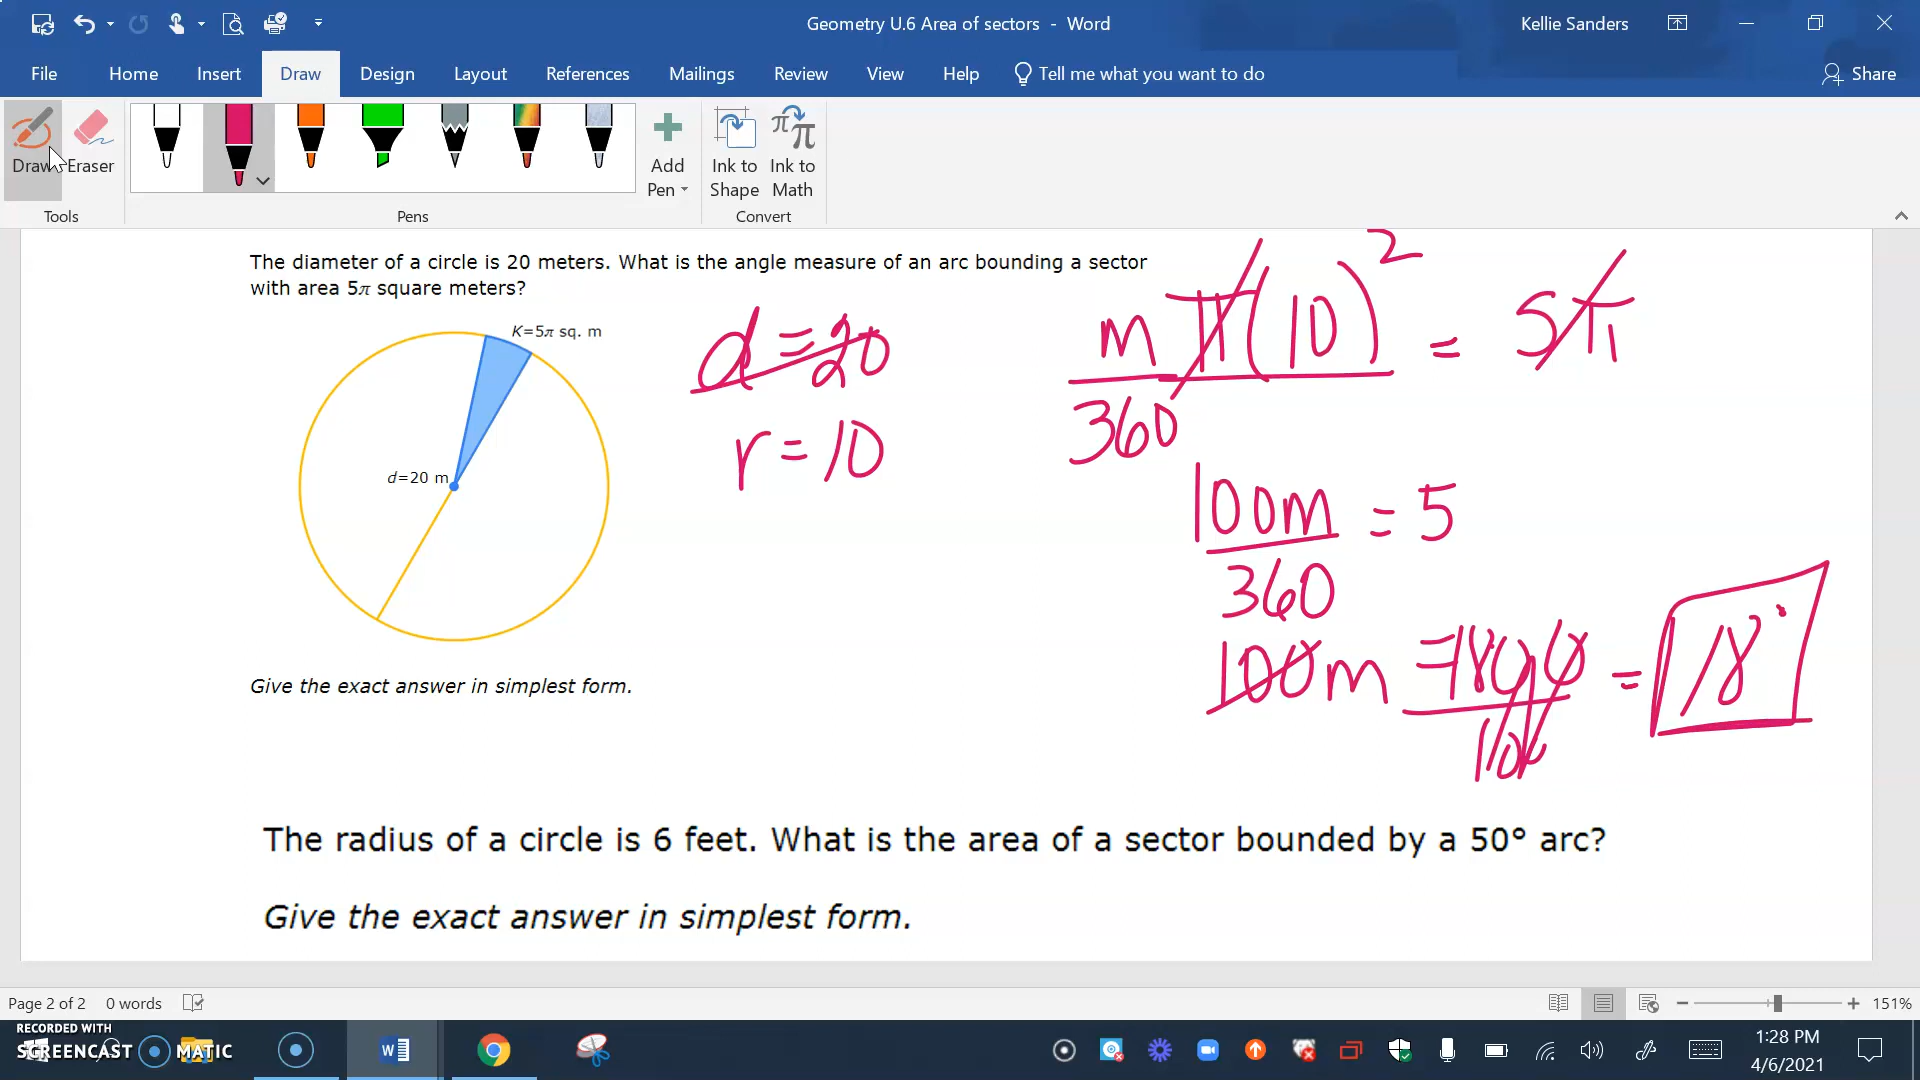 Geometry U.6 Area of sectors - Word
Kellie Sanders
File Home Insert Draw Design Layout References Mailings Review View Help Tell me what you want to do
Share
Draw Eraser
Add Pen
Ink to Shape
Ink to Math
Tools
Pens
Convert
The diameter of a circle is 20 meters. What is the angle measure of an arc bounding a sector
with area 5π square meters?
K=5π sq. m
d=20 m
Give the exact answer in simplest form.
d=20
r=10
mπ(10)² = 5π
360
100m = 5
360
100m = 1800 = 18°
100
The radius of a circle is 6 feet. What is the area of a sector bounded by a 50° arc?
Give the exact answer in simplest form.
Page 2 of 2 0 words
151%
RECORDED WITH
SCREENCAST MATIC
1:28 PM
4/6/2021